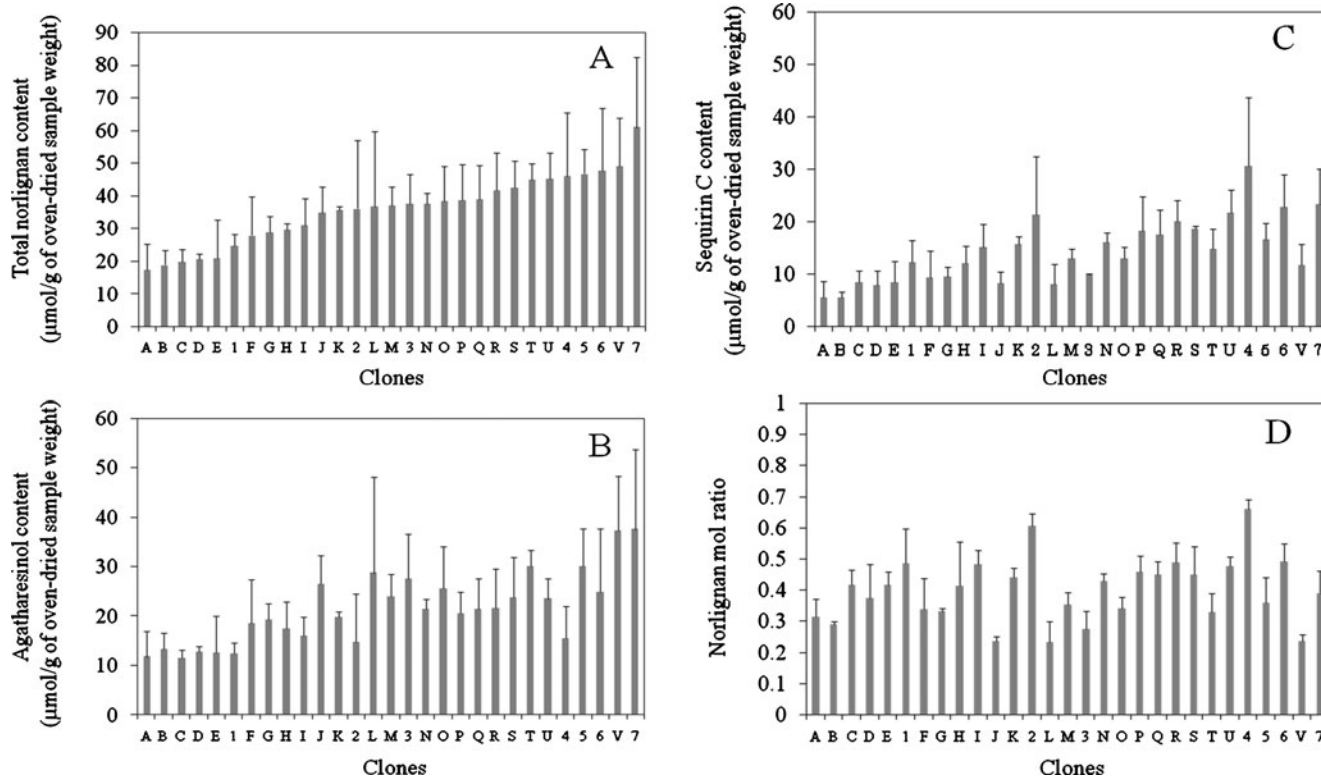 A
Total norlignan content
(µmol/g of oven-dried sample weight)
90
80
70
60
50
40
30
20
10
0
A B C D E 1 F G H I J K 2 L M 3 N O P Q R S T U 4 5 6 V 7
Clones
C
Sequirin C content
(µmol/g of oven-dried sample weight)
60
50
40
30
20
10
0
A B C D E 1 F G H I J K 2 L M 3 N O P Q R S T U 4 5 6 V 7
Clones
B
Agatharesinol content
(µmol/g of oven-dried sample weight)
60
50
40
30
20
10
0
A B C D E 1 F G H I J K 2 L M 3 N O P Q R S T U 4 5 6 V 7
Clones
D
Norlignan mol ratio
1
0.9
0.8
0.7
0.6
0.5
0.4
0.3
0.2
0.1
0
A B C D E 1 F G H I J K 2 L M 3 N O P Q R S T U 4 5 6 V 7
Clones